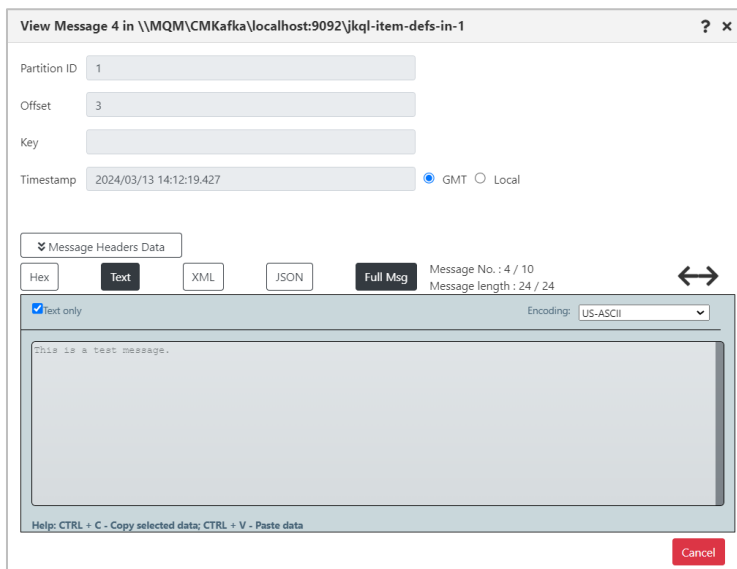 View Message 4 in \\MQM\CMKafka\localhost:9092\jkql-item-defs-in-1 ? ×
Partition ID 1
Offset 3
Key
Timestamp 2024/03/13 14:12:19.427 GMT Local
Message Headers Data
Hex Text XML JSON Full Msg Message No. : 4 / 10
Message length : 24 / 24
Text only Encoding: US-ASCII
This is a test message.
Help: CTRL + C - Copy selected data; CTRL + V - Paste data
Cancel